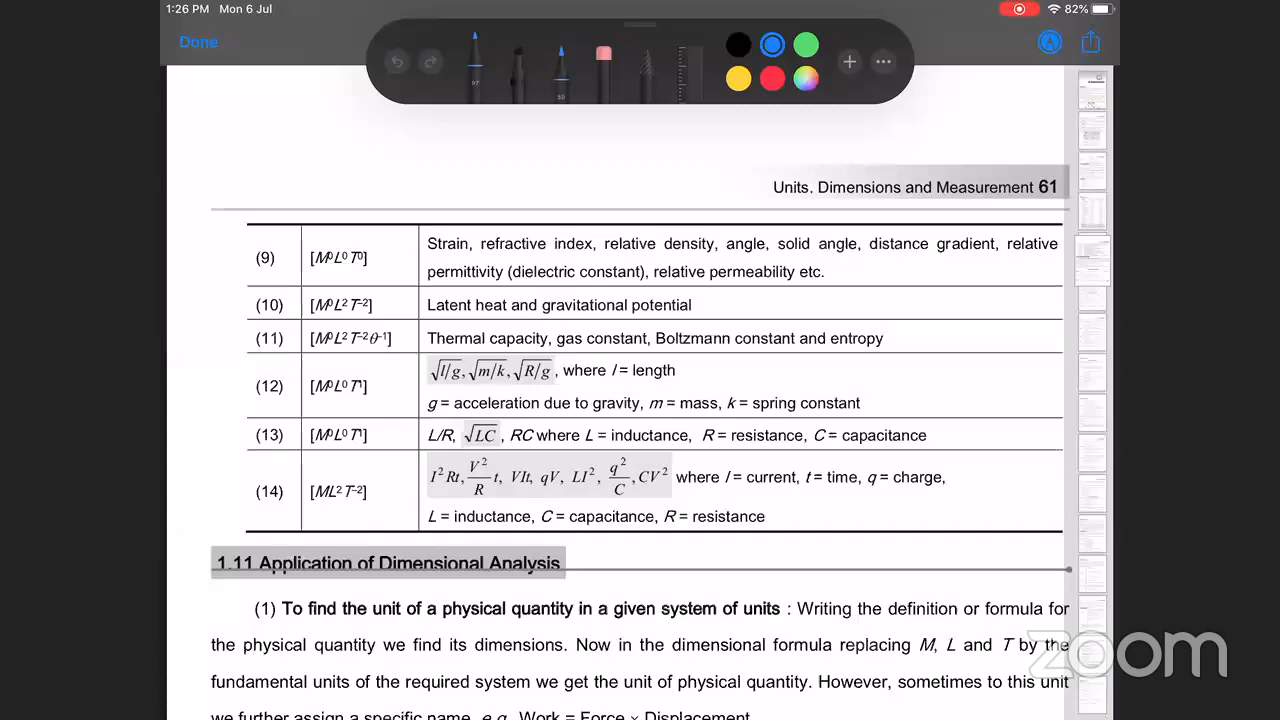 1:26 PM Mon 6 Jul
82%
Done
Units, Dimensions and Measurement 61
(9) [M⁰L⁰T⁰] Strain, refractive index, relative density, angle, solid angle, distance gradient, relative
permittivity (dielectric constant), relative permeability etc.
(10) [M⁰L²T⁻²] Latent heat and gravitational potential
(11) [ML²T⁻²θ⁻¹] Thermal capacity, gas constant, Boltzmann constant and entropy
(12) [M⁰L⁰T¹] √l/g, √m/k, √R/g, where l = length
g = acceleration due to gravity, m = mass, k = spring constant
(13) [M⁰L⁰T¹] L/R, √LC, RC where L = inductance, R = resistance, C = capacitance
(14) [ML²T⁻²] I²Rt, VIt, qV, LI², q²/C, where I = current, t = time, q = charge,
L = inductance, C = capacitance, R = resistance
1.11 Application of Dimensional Analysis
(1) To find the unit of a physical quantity in a given system of units : Writing the definition or formula for
the physical quantity we find its dimensions. Now in the dimensional formula replacing M, L and T by the
fundamental units of the required system we get the unit of physical quantity. However, sometimes to this unit
zoom